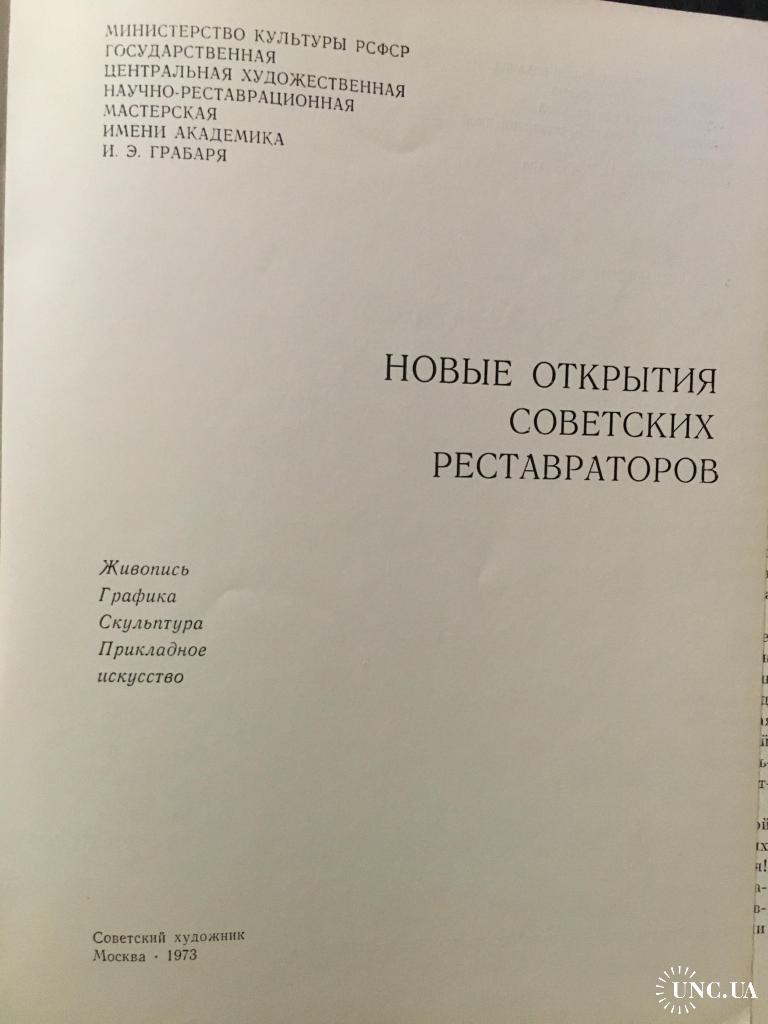 МИНИСТЕРСТВО КУЛЬТУРЫ РСФСР
ГОСУДАРСТВЕННАЯ
ЦЕНТРАЛЬНАЯ ХУДОЖЕСТВЕННАЯ
НАУЧНО-РЕСТАВРАЦИОННАЯ
МАСТЕРСКАЯ
ИМЕНИ АКАДЕМИКА
И. Э. ГРАБАРЯ
НОВЫЕ ОТКРЫТИЯ
СОВЕТСКИХ
РЕСТАВРАТОРОВ
Живопись
Графика
Скульптура
Прикладное
искусство
Советский художник
Москва · 1973
UNC.UA